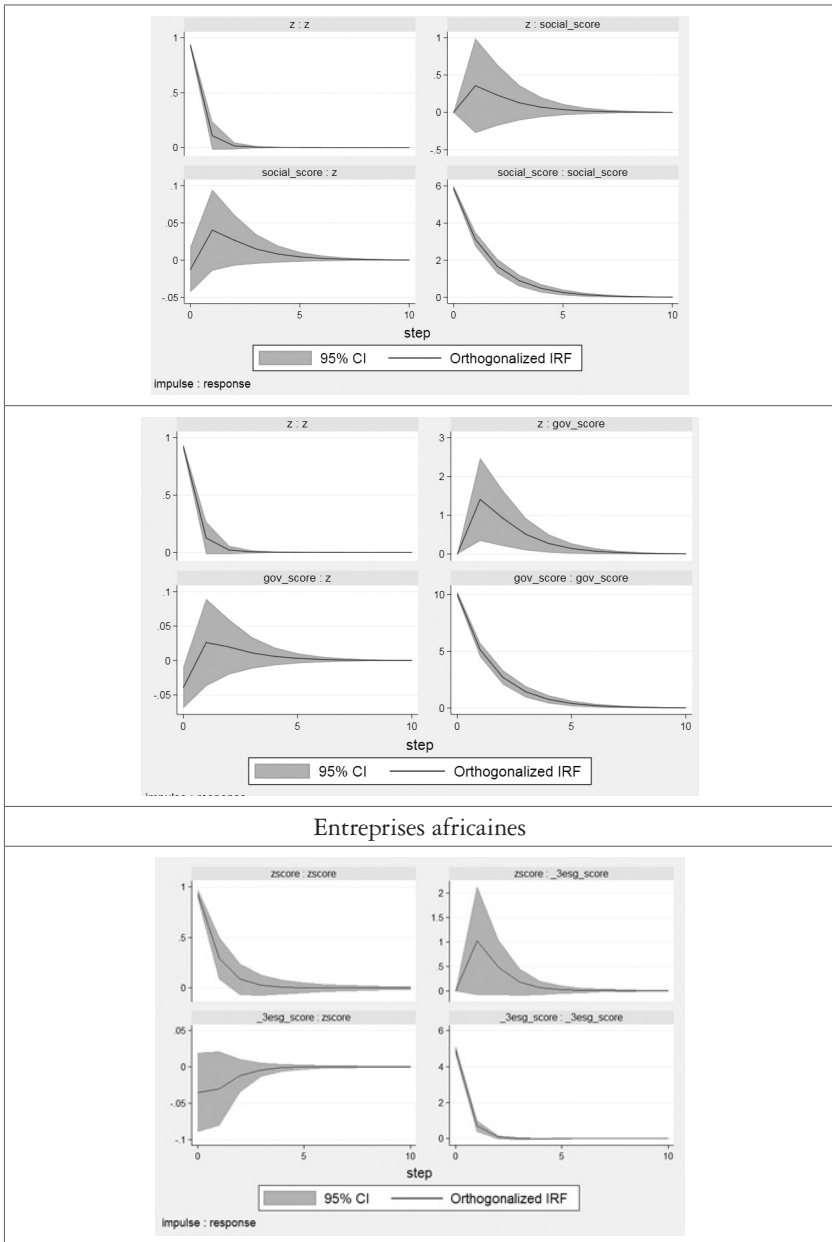 z : z
z : social_score
1
.5
0
1
.5
0
-.5
social_score : z
social_score : social_score
.1
.05
0
-.05
6
4
2
0
0 5 10
0 5 10
step
95% CI Orthogonalized IRF
impulse : response
z : z
z : gov_score
1
.5
0
3
2
1
0
gov_score : z
gov_score : gov_score
.1
.05
0
-.05
10
5
0
0 5 10
0 5 10
step
95% CI Orthogonalized IRF
Entreprises africaines
zscore : zscore
zscore : _3esg_score
1
.5
0
2
1.5
1
.5
0
_3esg_score : zscore
_3esg_score : _3esg_score
.05
0
-.05
-.1
6
4
2
0
0 5 10
0 5 10
step
95% CI Orthogonalized IRF
impulse : response